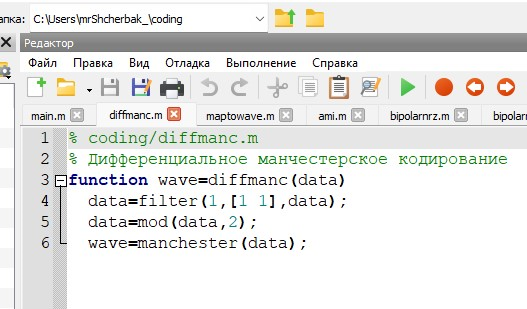 апка: C:\Users\mrShcherbak_\coding
Редактор
Файл Правка Вид Отладка Выполнение Справка
main.m diffmanc.m maptowave.m ami.m bipolarnrz.m bipolarr
1 % coding/diffmanc.m
2 % Дифференциальное манчестерское кодирование
3 function wave=diffmanc(data)
4 data=filter(1,[1 1],data);
5 data=mod(data,2);
6 wave=manchester(data);